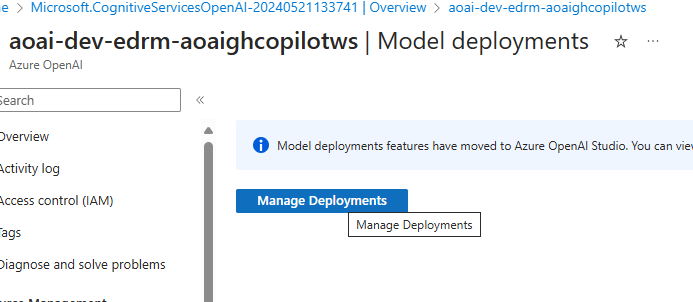 ne > Microsoft.CognitiveServicesOpenAI-20240521133741 | Overview > aoai-dev-edrm-aoaighcopilotws
aoai-dev-edrm-aoaighcopilotws | Model deployments ☆ ...
Azure OpenAI
Search «
Overview
Activity log
Access control (IAM)
Tags
Diagnose and solve problems
Model deployments features have moved to Azure OpenAI Studio. You can view
Manage Deployments
Manage Deployments